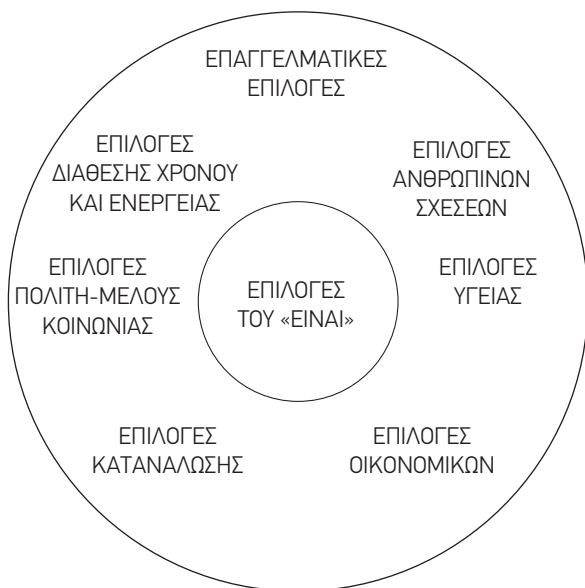 ΕΠΑΓΓΕΛΜΑΤΙΚΕΣ
ΕΠΙΛΟΓΕΣ
ΕΠΙΛΟΓΕΣ
ΔΙΑΘΕΣΗΣ ΧΡΟΝΟΥ
ΚΑΙ ΕΝΕΡΓΕΙΑΣ
ΕΠΙΛΟΓΕΣ
ΑΝΘΡΩΠΙΝΩΝ
ΣΧΕΣΕΩΝ
ΕΠΙΛΟΓΕΣ
ΠΟΛΙΤΗ-ΜΕΛΟΥΣ
ΚΟΙΝΩΝΙΑΣ
ΕΠΙΛΟΓΕΣ
ΤΟΥ «ΕΙΝΑΙ»
ΕΠΙΛΟΓΕΣ
ΥΓΕΙΑΣ
ΕΠΙΛΟΓΕΣ
ΚΑΤΑΝΑΛΩΣΗΣ
ΕΠΙΛΟΓΕΣ
ΟΙΚΟΝΟΜΙΚΩΝ